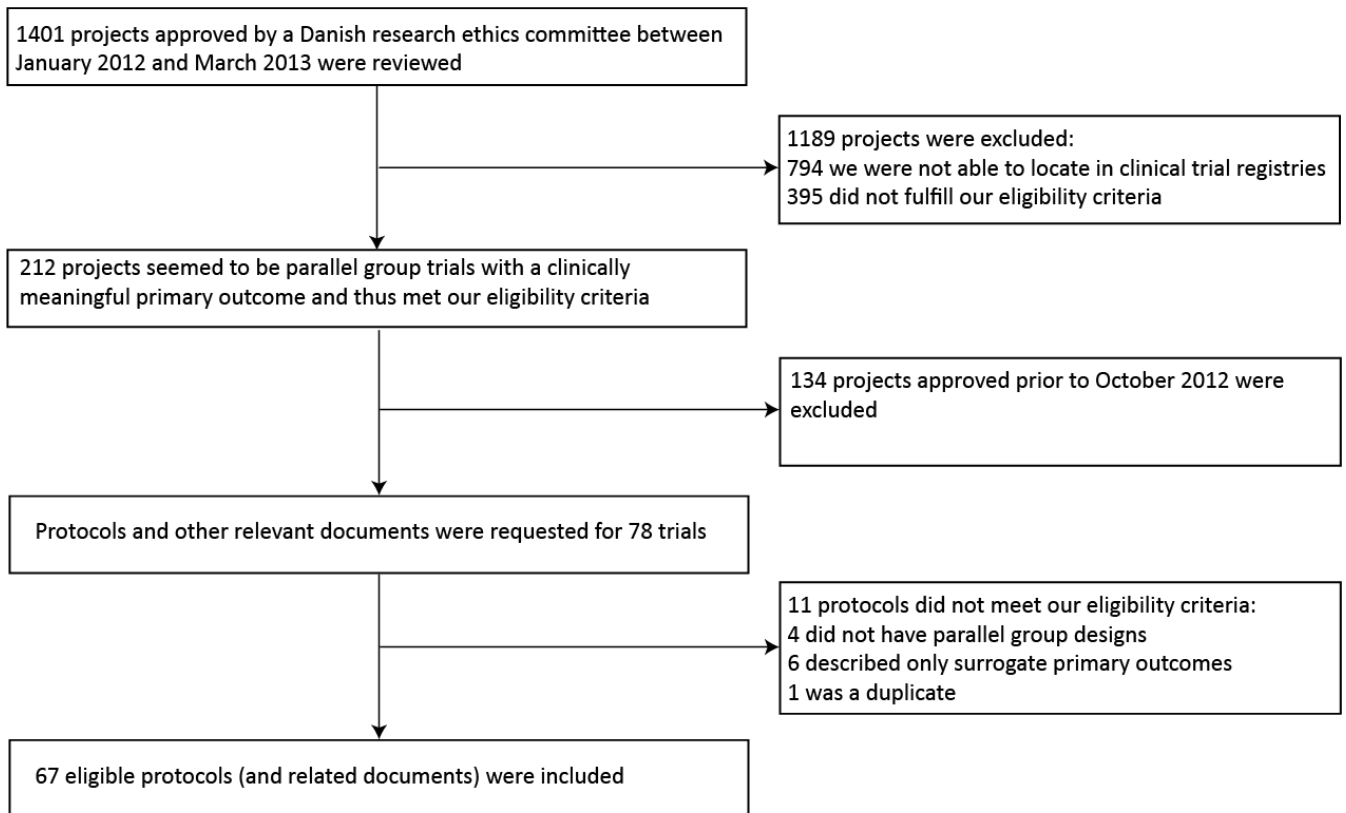 1401 projects approved by a Danish research ethics committee between
January 2012 and March 2013 were reviewed
1189 projects were excluded:
794 we were not able to locate in clinical trial registries
395 did not fulfill our eligibility criteria
212 projects seemed to be parallel group trials with a clinically
meaningful primary outcome and thus met our eligibility criteria
134 projects approved prior to October 2012 were
excluded
Protocols and other relevant documents were requested for 78 trials
11 protocols did not meet our eligibility criteria:
4 did not have parallel group designs
6 described only surrogate primary outcomes
1 was a duplicate
67 eligible protocols (and related documents) were included